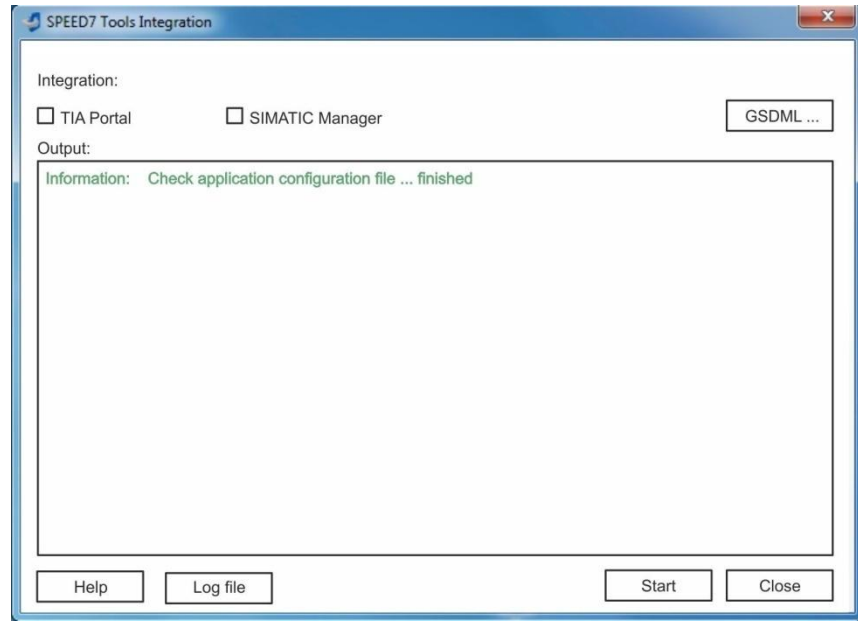 SPEED7 Tools Integration
Integration:
TIA Portal SIMATIC Manager GSDML ...
Output:
Information: Check application configuration file ... finished
Help Log file Start Close